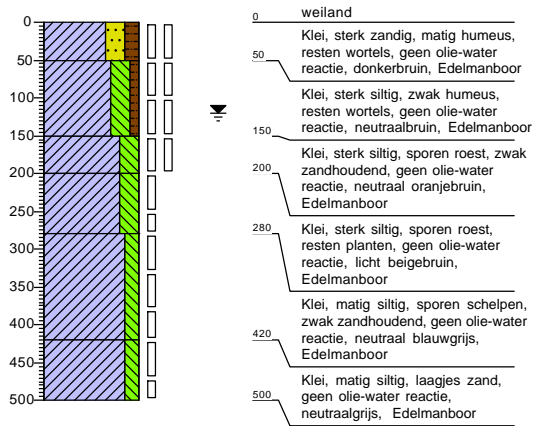 0
50
100
150
200
250
300
350
400
450
500
0 weiland
Klei, sterk zandig, matig humeus,
resten wortels, geen olie-water
reactie, donkerbruin, Edelmanboor
50
Klei, sterk siltig, zwak humeus,
resten wortels, geen olie-water
reactie, neutraalbruin, Edelmanboor
150
Klei, sterk siltig, sporen roest, zwak
zandhoudend, geen olie-water
reactie, neutraal oranjebruin,
Edelmanboor
200
Klei, sterk siltig, sporen roest,
resten planten, geen olie-water
reactie, licht beigebruin,
Edelmanboor
280
Klei, matig siltig, sporen schelpen,
zwak zandhoudend, geen olie-water
reactie, neutraal blauwgrijs,
Edelmanboor
420
Klei, matig siltig, laagjes zand,
geen olie-water reactie,
neutraalgrijs, Edelmanboor
500